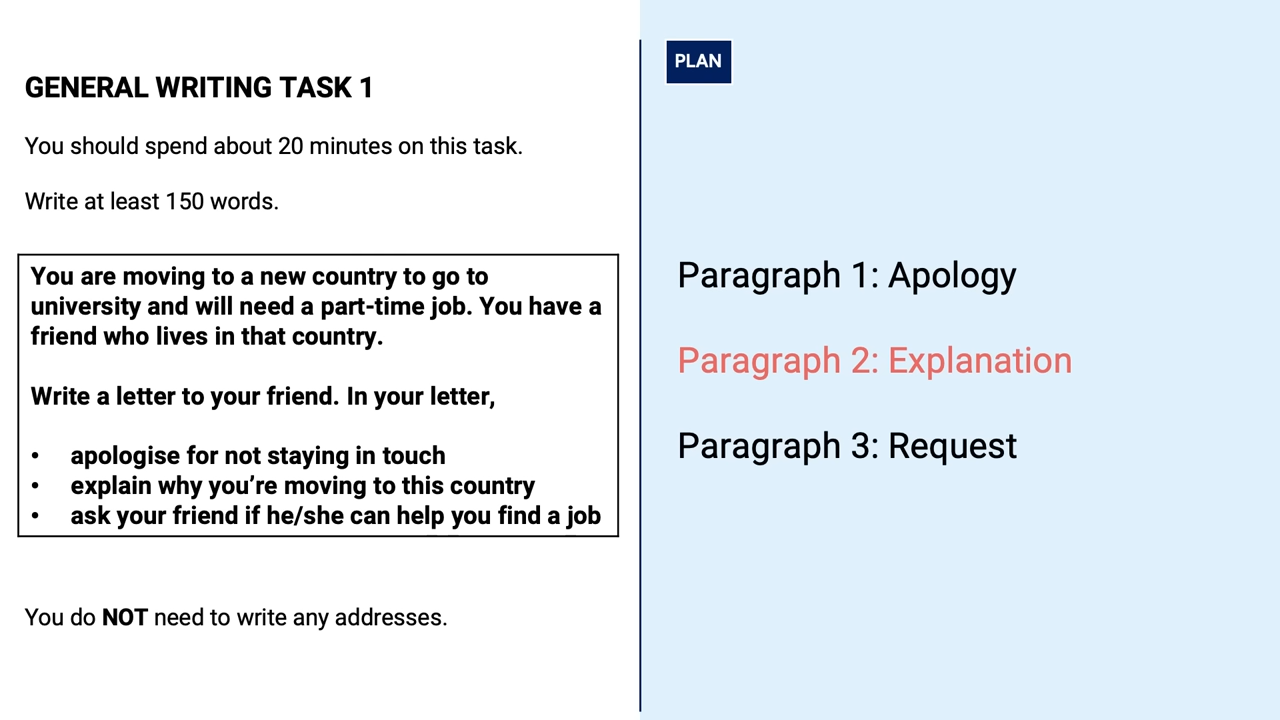 GENERAL WRITING TASK 1
You should spend about 20 minutes on this task.
Write at least 150 words.
You are moving to a new country to go to
university and will need a part-time job. You have a
friend who lives in that country.
Write a letter to your friend. In your letter,
• apologise for not staying in touch
• explain why you’re moving to this country
• ask your friend if he/she can help you find a job
You do NOT need to write any addresses.
PLAN
Paragraph 1: Apology
Paragraph 2: Explanation
Paragraph 3: Request